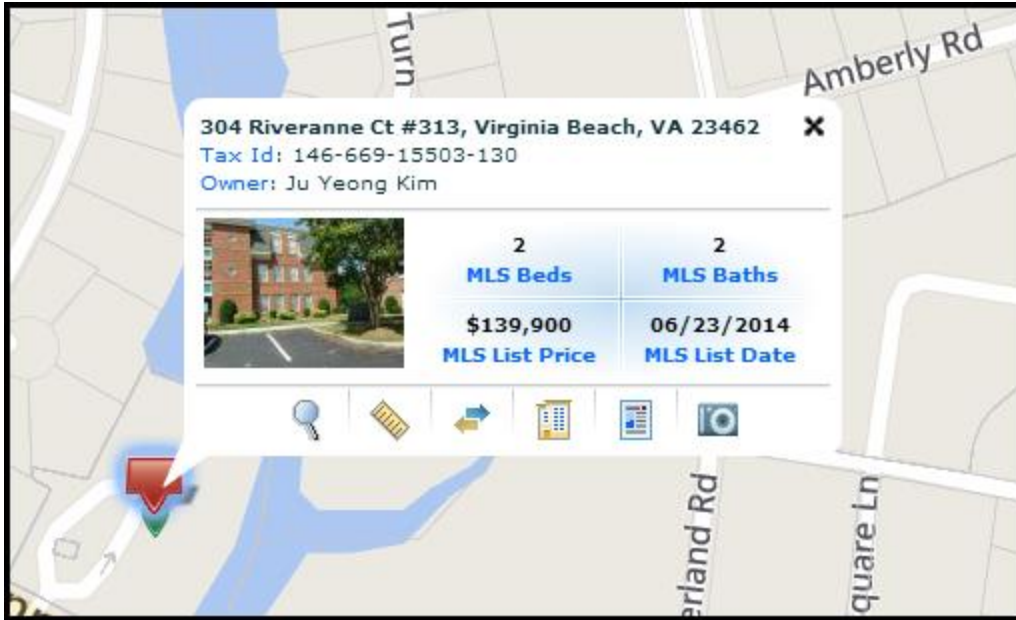 Turn
Amberly Rd
304 Riveranne Ct #313, Virginia Beach, VA 23462
Tax Id: 146-669-15503-130
Owner: Ju Yeong Kim
2 2
MLS Beds MLS Baths
$139,900 06/23/2014
MLS List Price MLS List Date
erland Rd
quare Ln